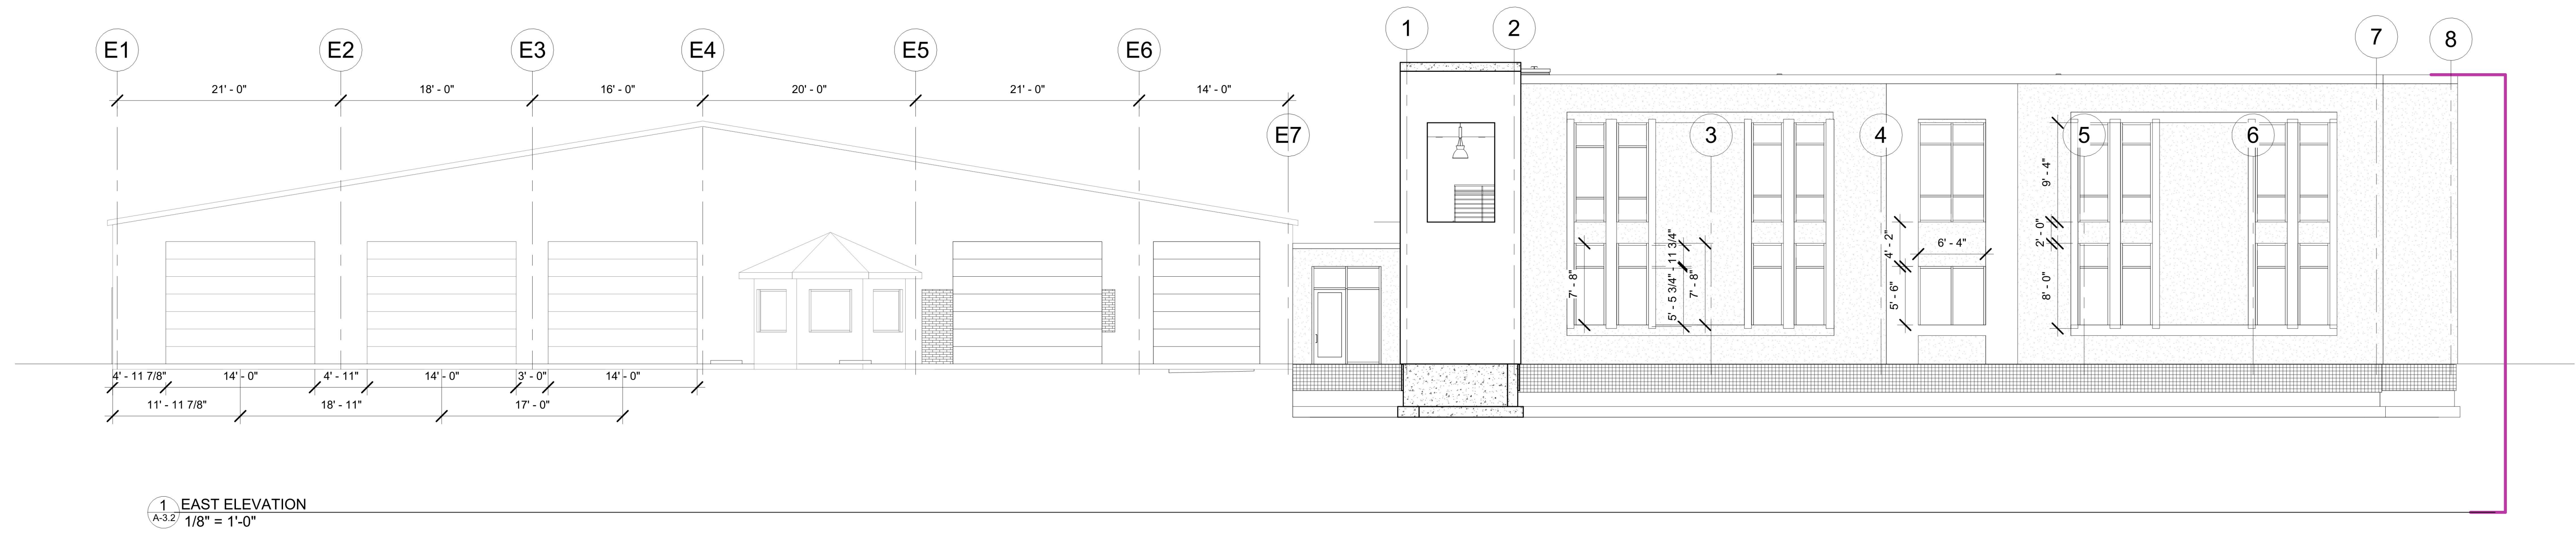 E1 E2 E3 E4 E5 E6 1 2 7 8
21' - 0" 18' - 0" 16' - 0" 20' - 0" 21' - 0" 14' - 0"
E7 3 4 5 6
9' - 4"
2' - 0"
8' - 0"
4' - 2"
6' - 4"
5' - 6"
7' - 8"
11 3/4"
5' - 5 3/4"
7' - 8"
4' - 11 7/8" 14' - 0" 4' - 11" 14' - 0" 3' - 0" 14' - 0"
11' - 11 7/8" 18' - 11" 17' - 0"
1 EAST ELEVATION
A-3.2 1/8" = 1'-0"